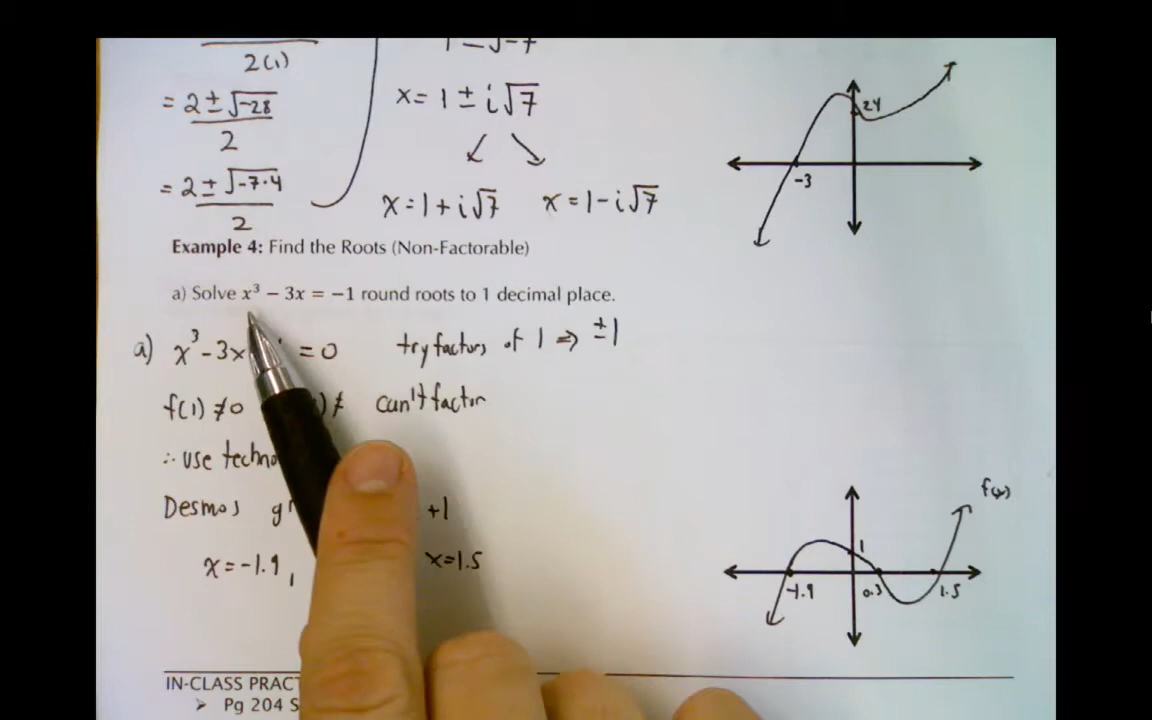 2(1)
= 2 ± √-28
2
= 2 ± √-7·4
2
x = 1 ± i√7
x = 1 + i√7 x = 1 - i√7
24
-3
Example 4: Find the Roots (Non-Factorable)
a) Solve x³ − 3x = −1 round roots to 1 decimal place.
a) x³ - 3x = 0 try factors of 1 ⇒ ±1
f(1) ≠ 0 ) ≠ can't factor
∴ use
Desmos +1
x = -1.9, x = 1.5
f(x)
1
-1.9 0.3 1.5
IN-CLASS
➢ Pg 204